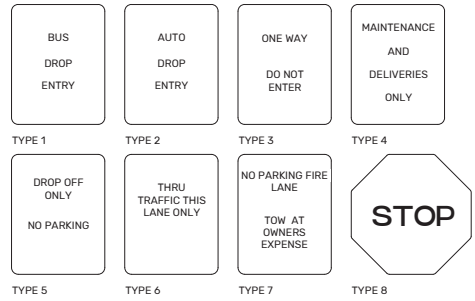 BUS
DROP
ENTRY
TYPE 1
AUTO
DROP
ENTRY
TYPE 2
ONE WAY
DO NOT
ENTER
TYPE 3
MAINTENANCE
AND
DELIVERIES
ONLY
TYPE 4
DROP OFF
ONLY
NO PARKING
TYPE 5
THRU
TRAFFIC THIS
LANE ONLY
TYPE 6
NO PARKING FIRE
LANE
TOW AT
OWNERS
EXPENSE
TYPE 7
STOP
TYPE 8